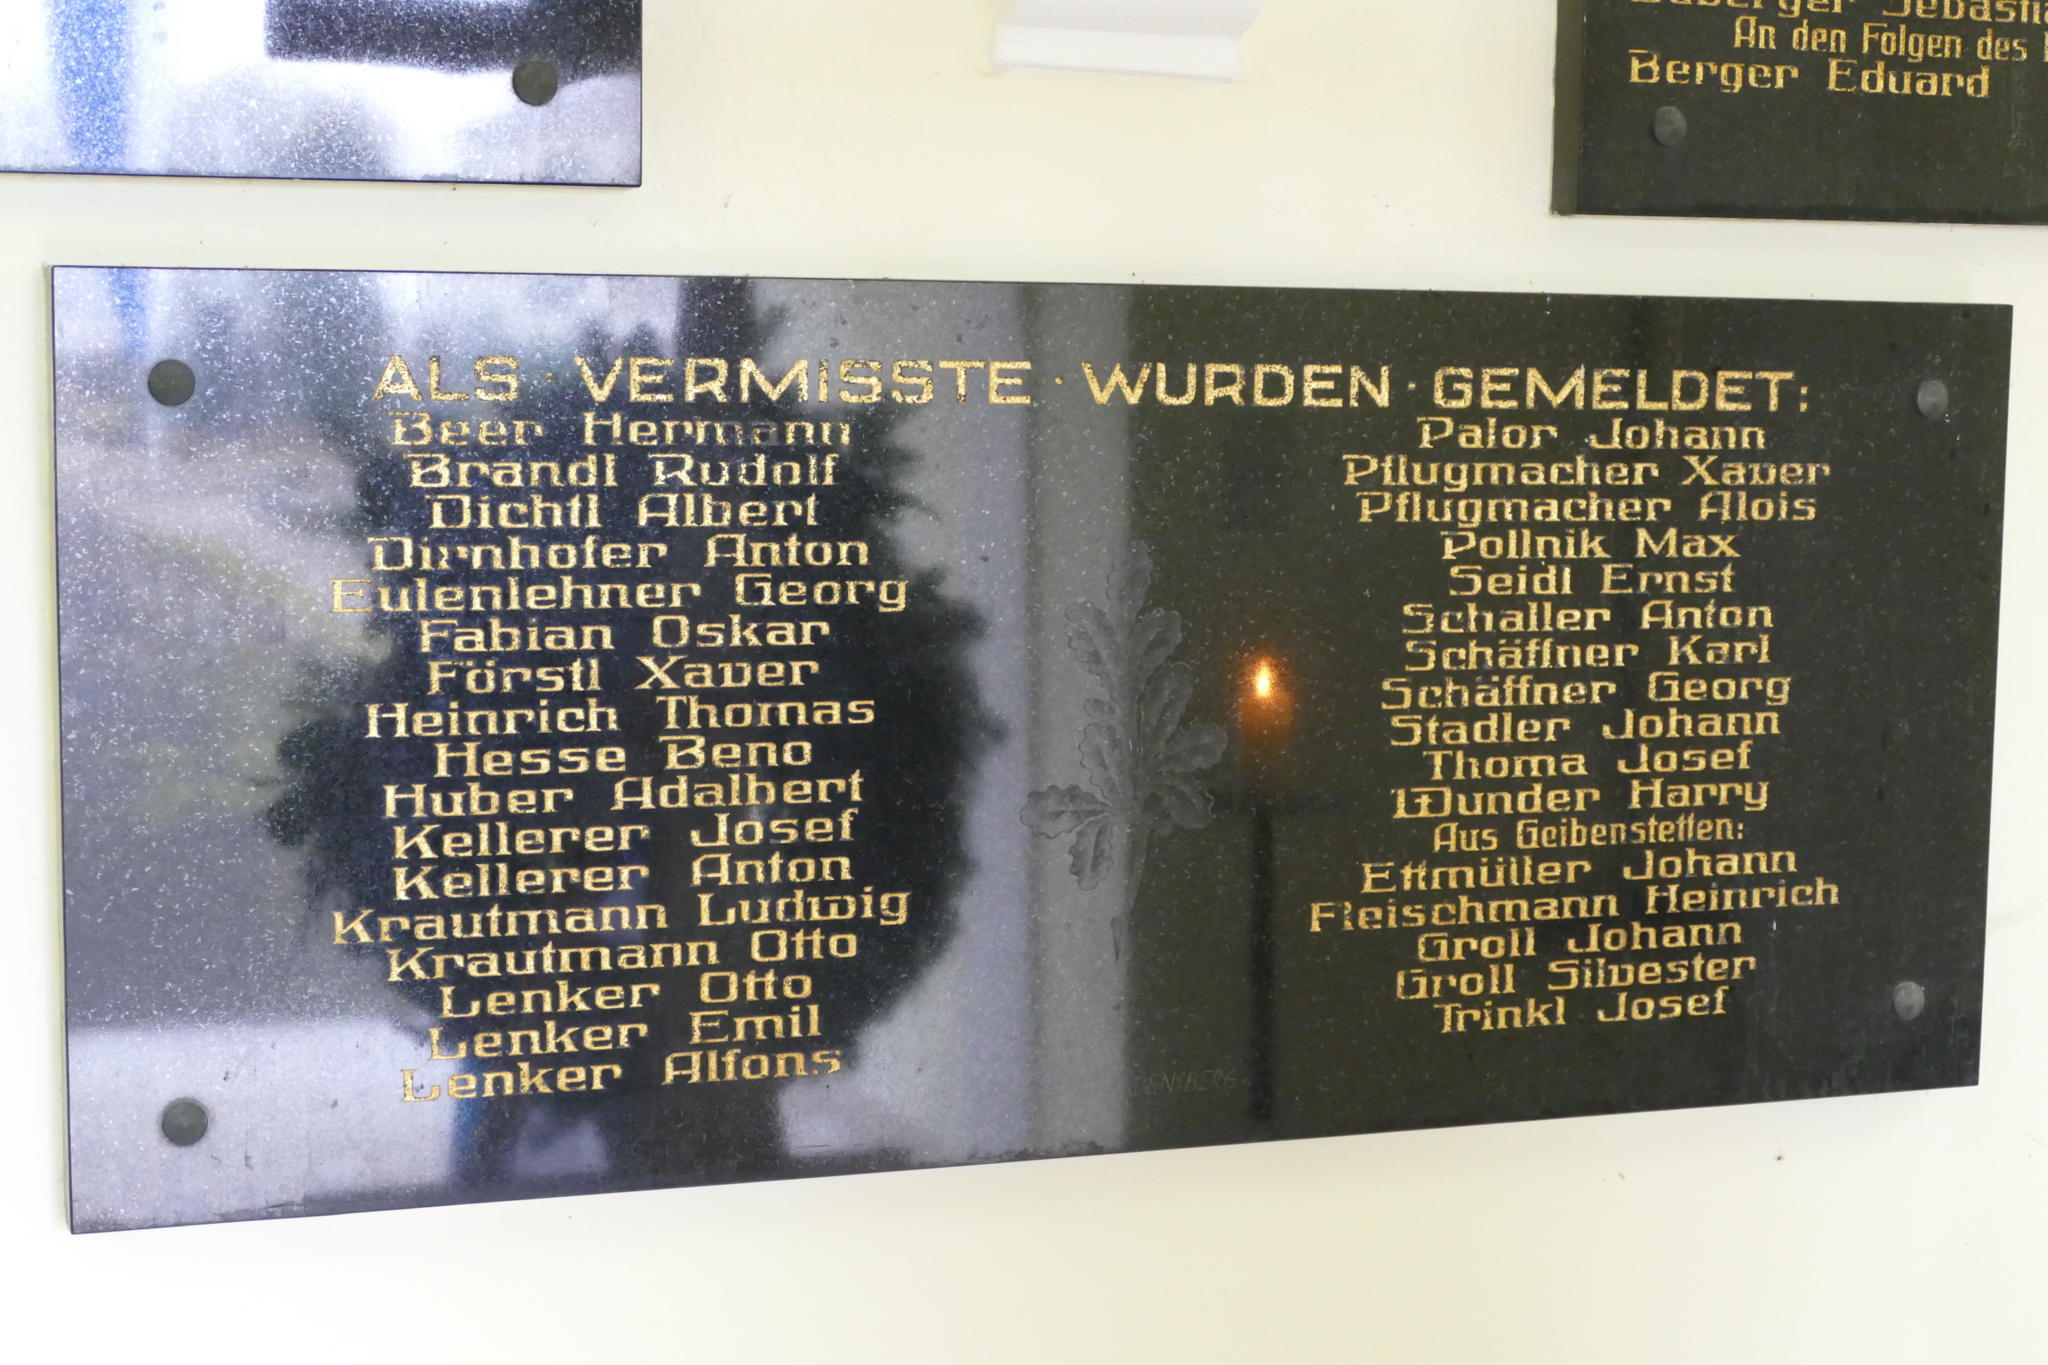 Sebastia
An den Folgen des
Berger Eduard
ALS · VERMISSTE · WURDEN · GEMELDET:
Beer Hermann
Brandl Rudolf
Dichtl Albert
Dirnhofer Anton
Eulenlehner Georg
Fabian Oskar
Förstl Xaver
Heinrich Thomas
Hesse Beno
Huber Adalbert
Kellerer Josef
Kellerer Anton
Krautmann Ludwig
Krautmann Otto
Lenker Otto
Lenker Emil
Lenker Alfons
Palor Johann
Pflugmacher Xaver
Pflugmacher Alois
Pollnik Max
Seidl Ernst
Schaller Anton
Schäffner Karl
Schäffner Georg
Stadler Johann
Thoma Josef
Wunder Harry
Aus Geibenstetten:
Ettmüller Johann
Fleischmann Heinrich
Groll Johann
Groll Silvester
Trinkl Josef